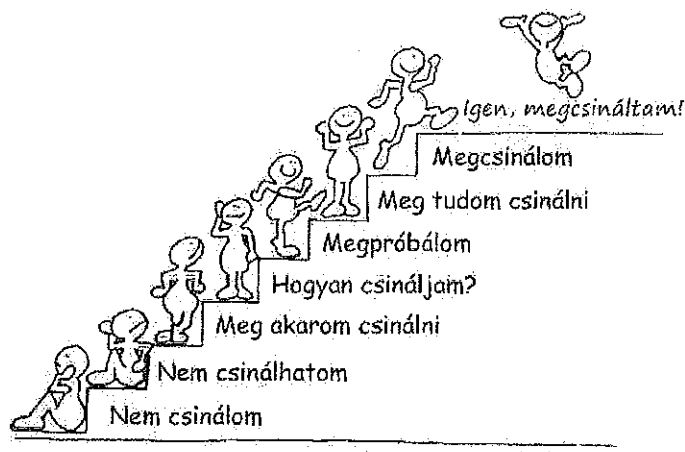 Igen, megcsináltam!
Megcsinálom
Meg tudom csinálni
Megpróbálom
Hogyan csináljam?
Meg akarom csinálni
Nem csinálhatom
Nem csinálom